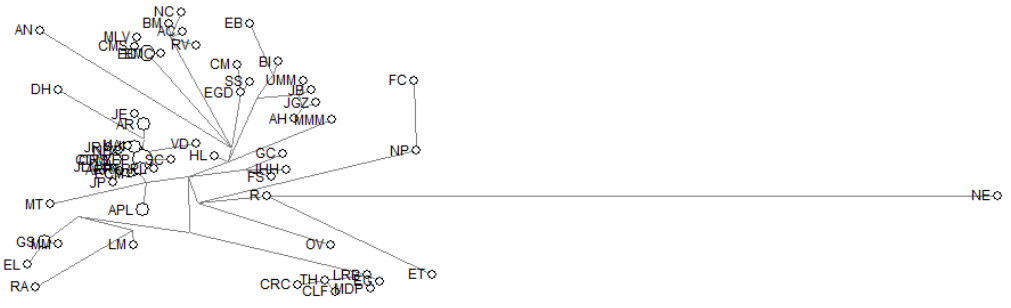 NC
BM
EB
AN
AC
MLV
RV
CMS
BI
CM
SS
UMM
FC
DH
JB
EGD
JGZ
JE
AH
MMM
AR
VD
NP
HL
GC
SC
JHH
FS
JP
R
NE
MT
APL
GS
MM
LM
OV
EL
LRB
ET
TH
EG
RA
CRC
CLF
MDP